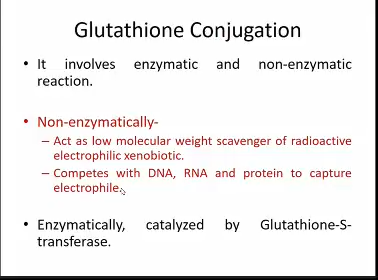 Glutathione Conjugation
• It involves enzymatic and non-enzymatic
reaction.
• Non-enzymatically-
– Act as low molecular weight scavenger of radioactive
electrophilic xenobiotic.
– Competes with DNA, RNA and protein to capture
electrophile.
• Enzymatically, catalyzed by Glutathione-S-
transferase.